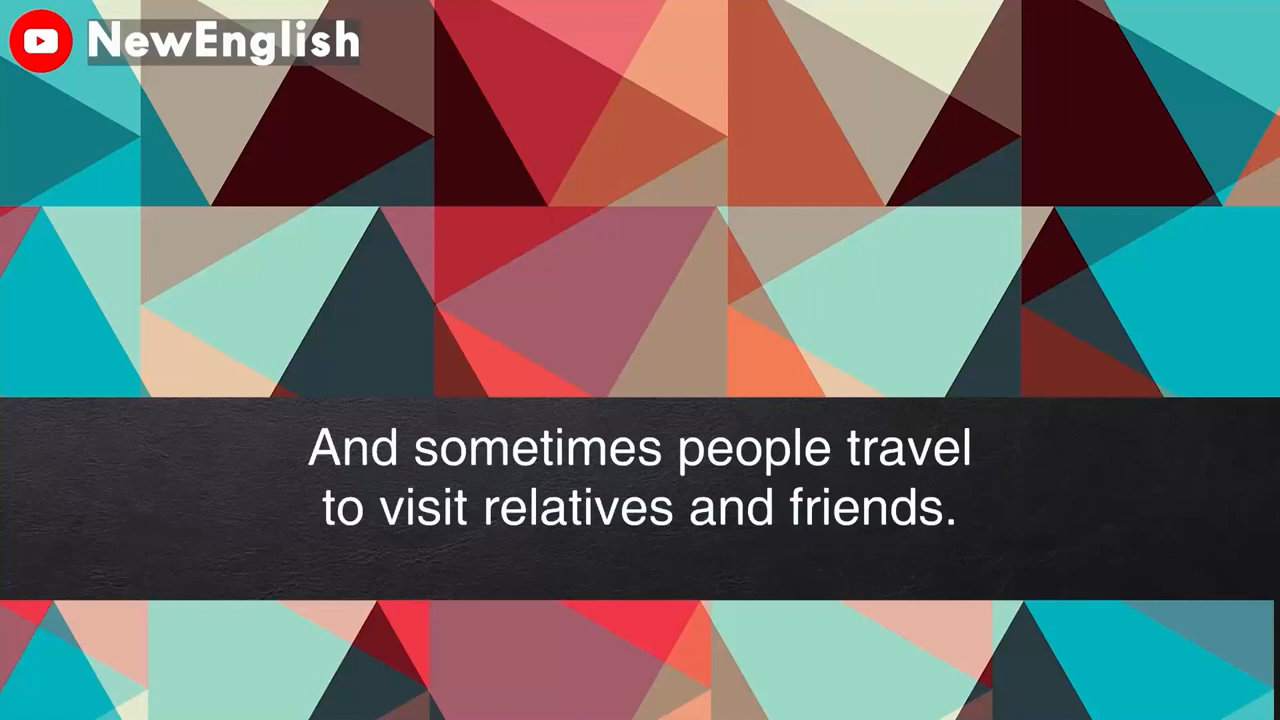 NewEnglish
And sometimes people travel
to visit relatives and friends.